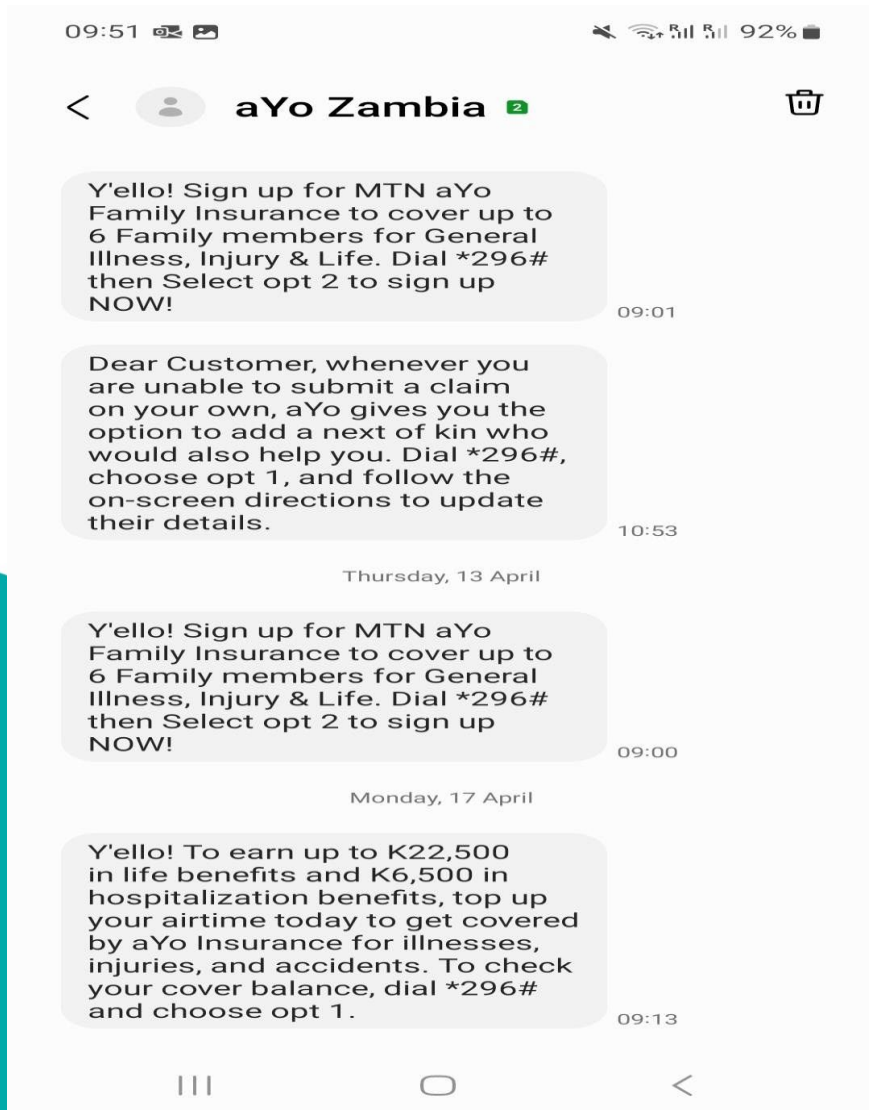 09:51 92%
aYo Zambia 2
Y'ello! Sign up for MTN aYo
Family Insurance to cover up to
6 Family members for General
Illness, Injury & Life. Dial *296#
then Select opt 2 to sign up
NOW!
09:01
Dear Customer, whenever you
are unable to submit a claim
on your own, aYo gives you the
option to add a next of kin who
would also help you. Dial *296#,
choose opt 1, and follow the
on-screen directions to update
their details.
10:53
Thursday, 13 April
Y'ello! Sign up for MTN aYo
Family Insurance to cover up to
6 Family members for General
Illness, Injury & Life. Dial *296#
then Select opt 2 to sign up
NOW!
09:00
Monday, 17 April
Y'ello! To earn up to K22,500
in life benefits and K6,500 in
hospitalization benefits, top up
your airtime today to get covered
by aYo Insurance for illnesses,
injuries, and accidents. To check
your cover balance, dial *296#
and choose opt 1.
09:13